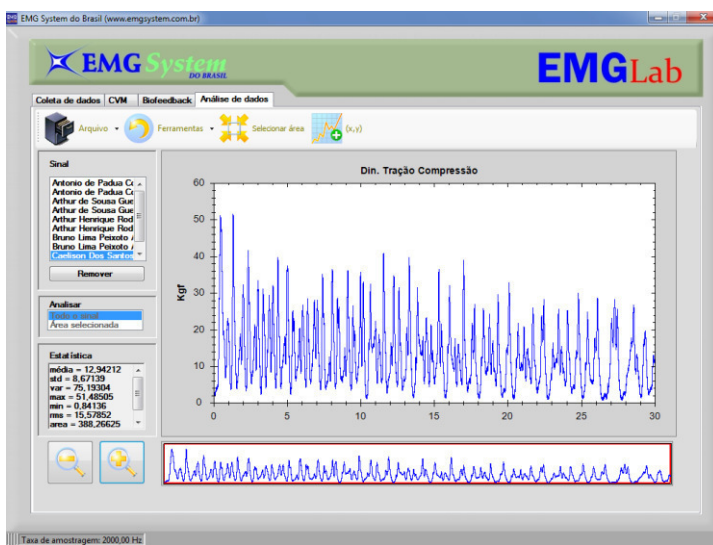 EMG System do Brasil (www.emgsystem.com.br)
EMG System
DO BRASIL
EMGLab
Coleta de dados CVM Biofeedback Análise de dados
Arquivo Ferramentas Selecionar área (x,y)
Sinal
Antonio de Padua C
Antonio de Padua C
Arthur de Sousa Gue
Arthur de Sousa Gue
Arthur Henrique Rod
Arthur Henrique Rod
Bruno Lima Peixoto
Bruno Lima Peixoto
Caelison Dos Santos
Remover
Analisar
Todo o sinal
Área selecionada
Estatística
média = 12,94212
std = 8,67139
var = 75,19304
max = 51,48505
min = 0,84136
rms = 15,57852
area = 388,26625
Din. Tração Compressão
Kgf
60
50
40
30
20
10
0
0 5 10 15 20 25 30
Taxa de amostragem: 2000,00 Hz